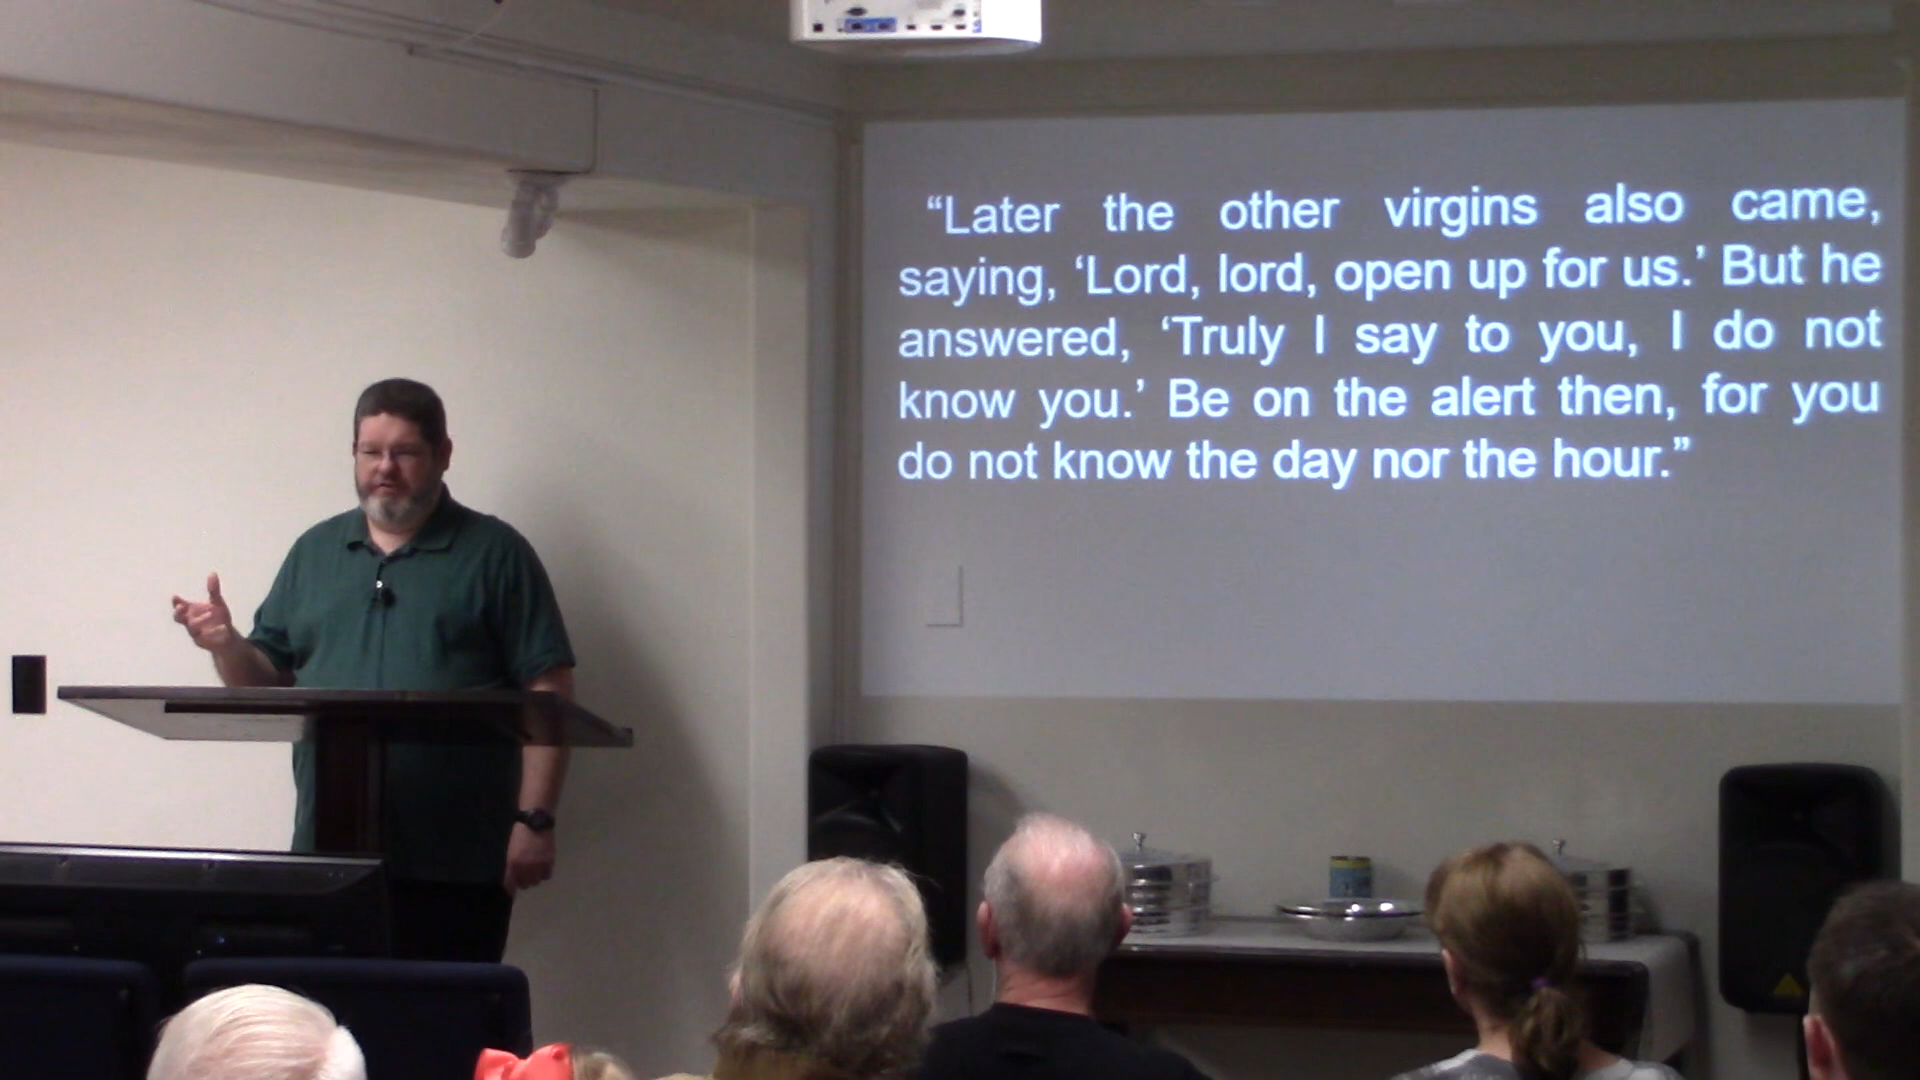 “Later the other virgins also came,
saying, ‘Lord, lord, open up for us.’ But he
answered, ‘Truly I say to you, I do not
know you.’ Be on the alert then, for you
do not know the day nor the hour.”